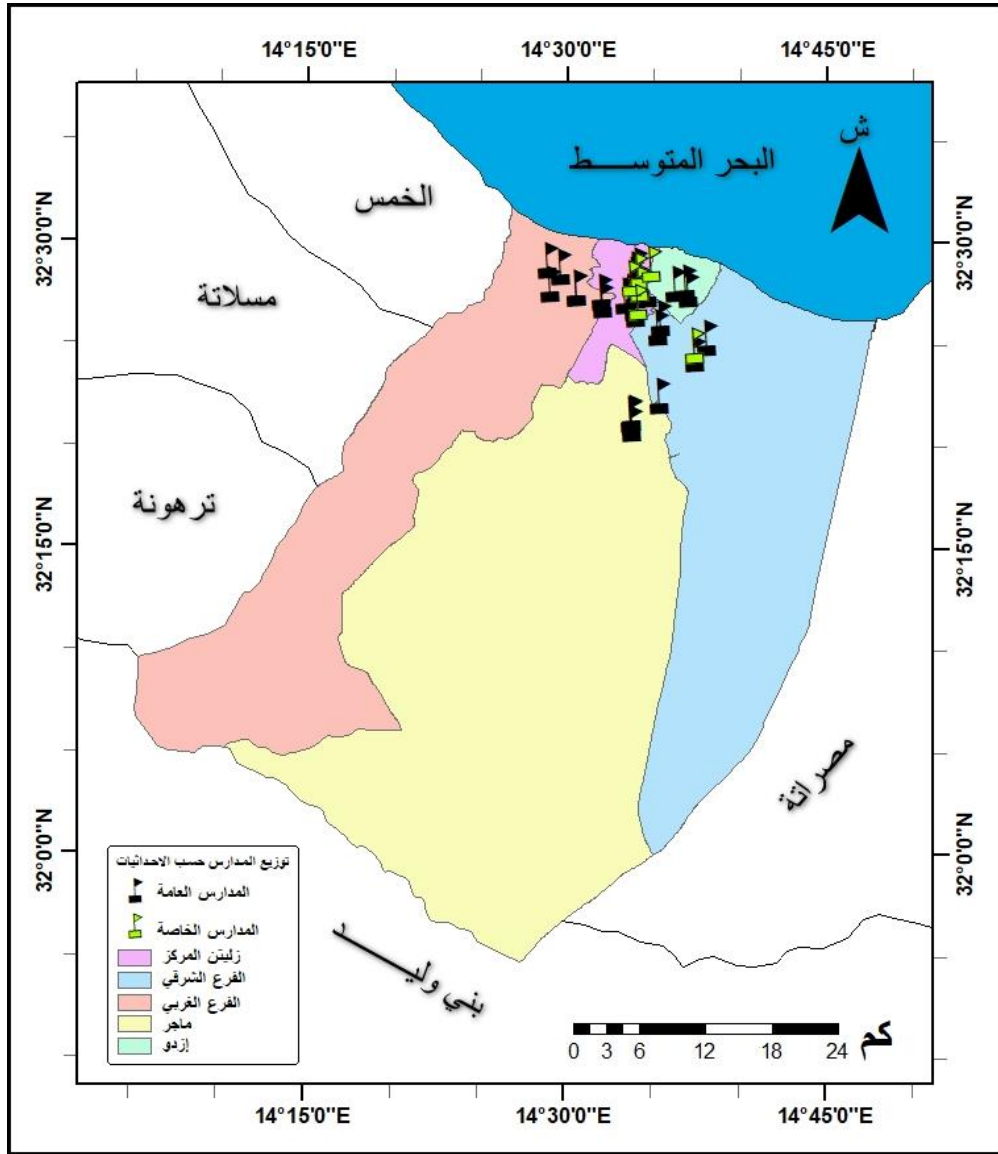 14°15'0"E 14°30'0"E 14°45'0"E
ش
البحر المتوســـــط
الخمس
32°30'0"N 32°30'0"N
مسلاتة
ترهونة
32°15'0"N 32°15'0"N
مصراتة
32°0'0"N 32°0'0"N
بني وليـــــــد
توزيع المدارس حسب الاحداثيات
المدارس العامة
المدارس الخاصة
زليتن المركز
الفرع الشرقي
الفرع الغربي
ماجر
إزدو
كم
0 3 6 12 18 24
14°15'0"E 14°30'0"E 14°45'0"E